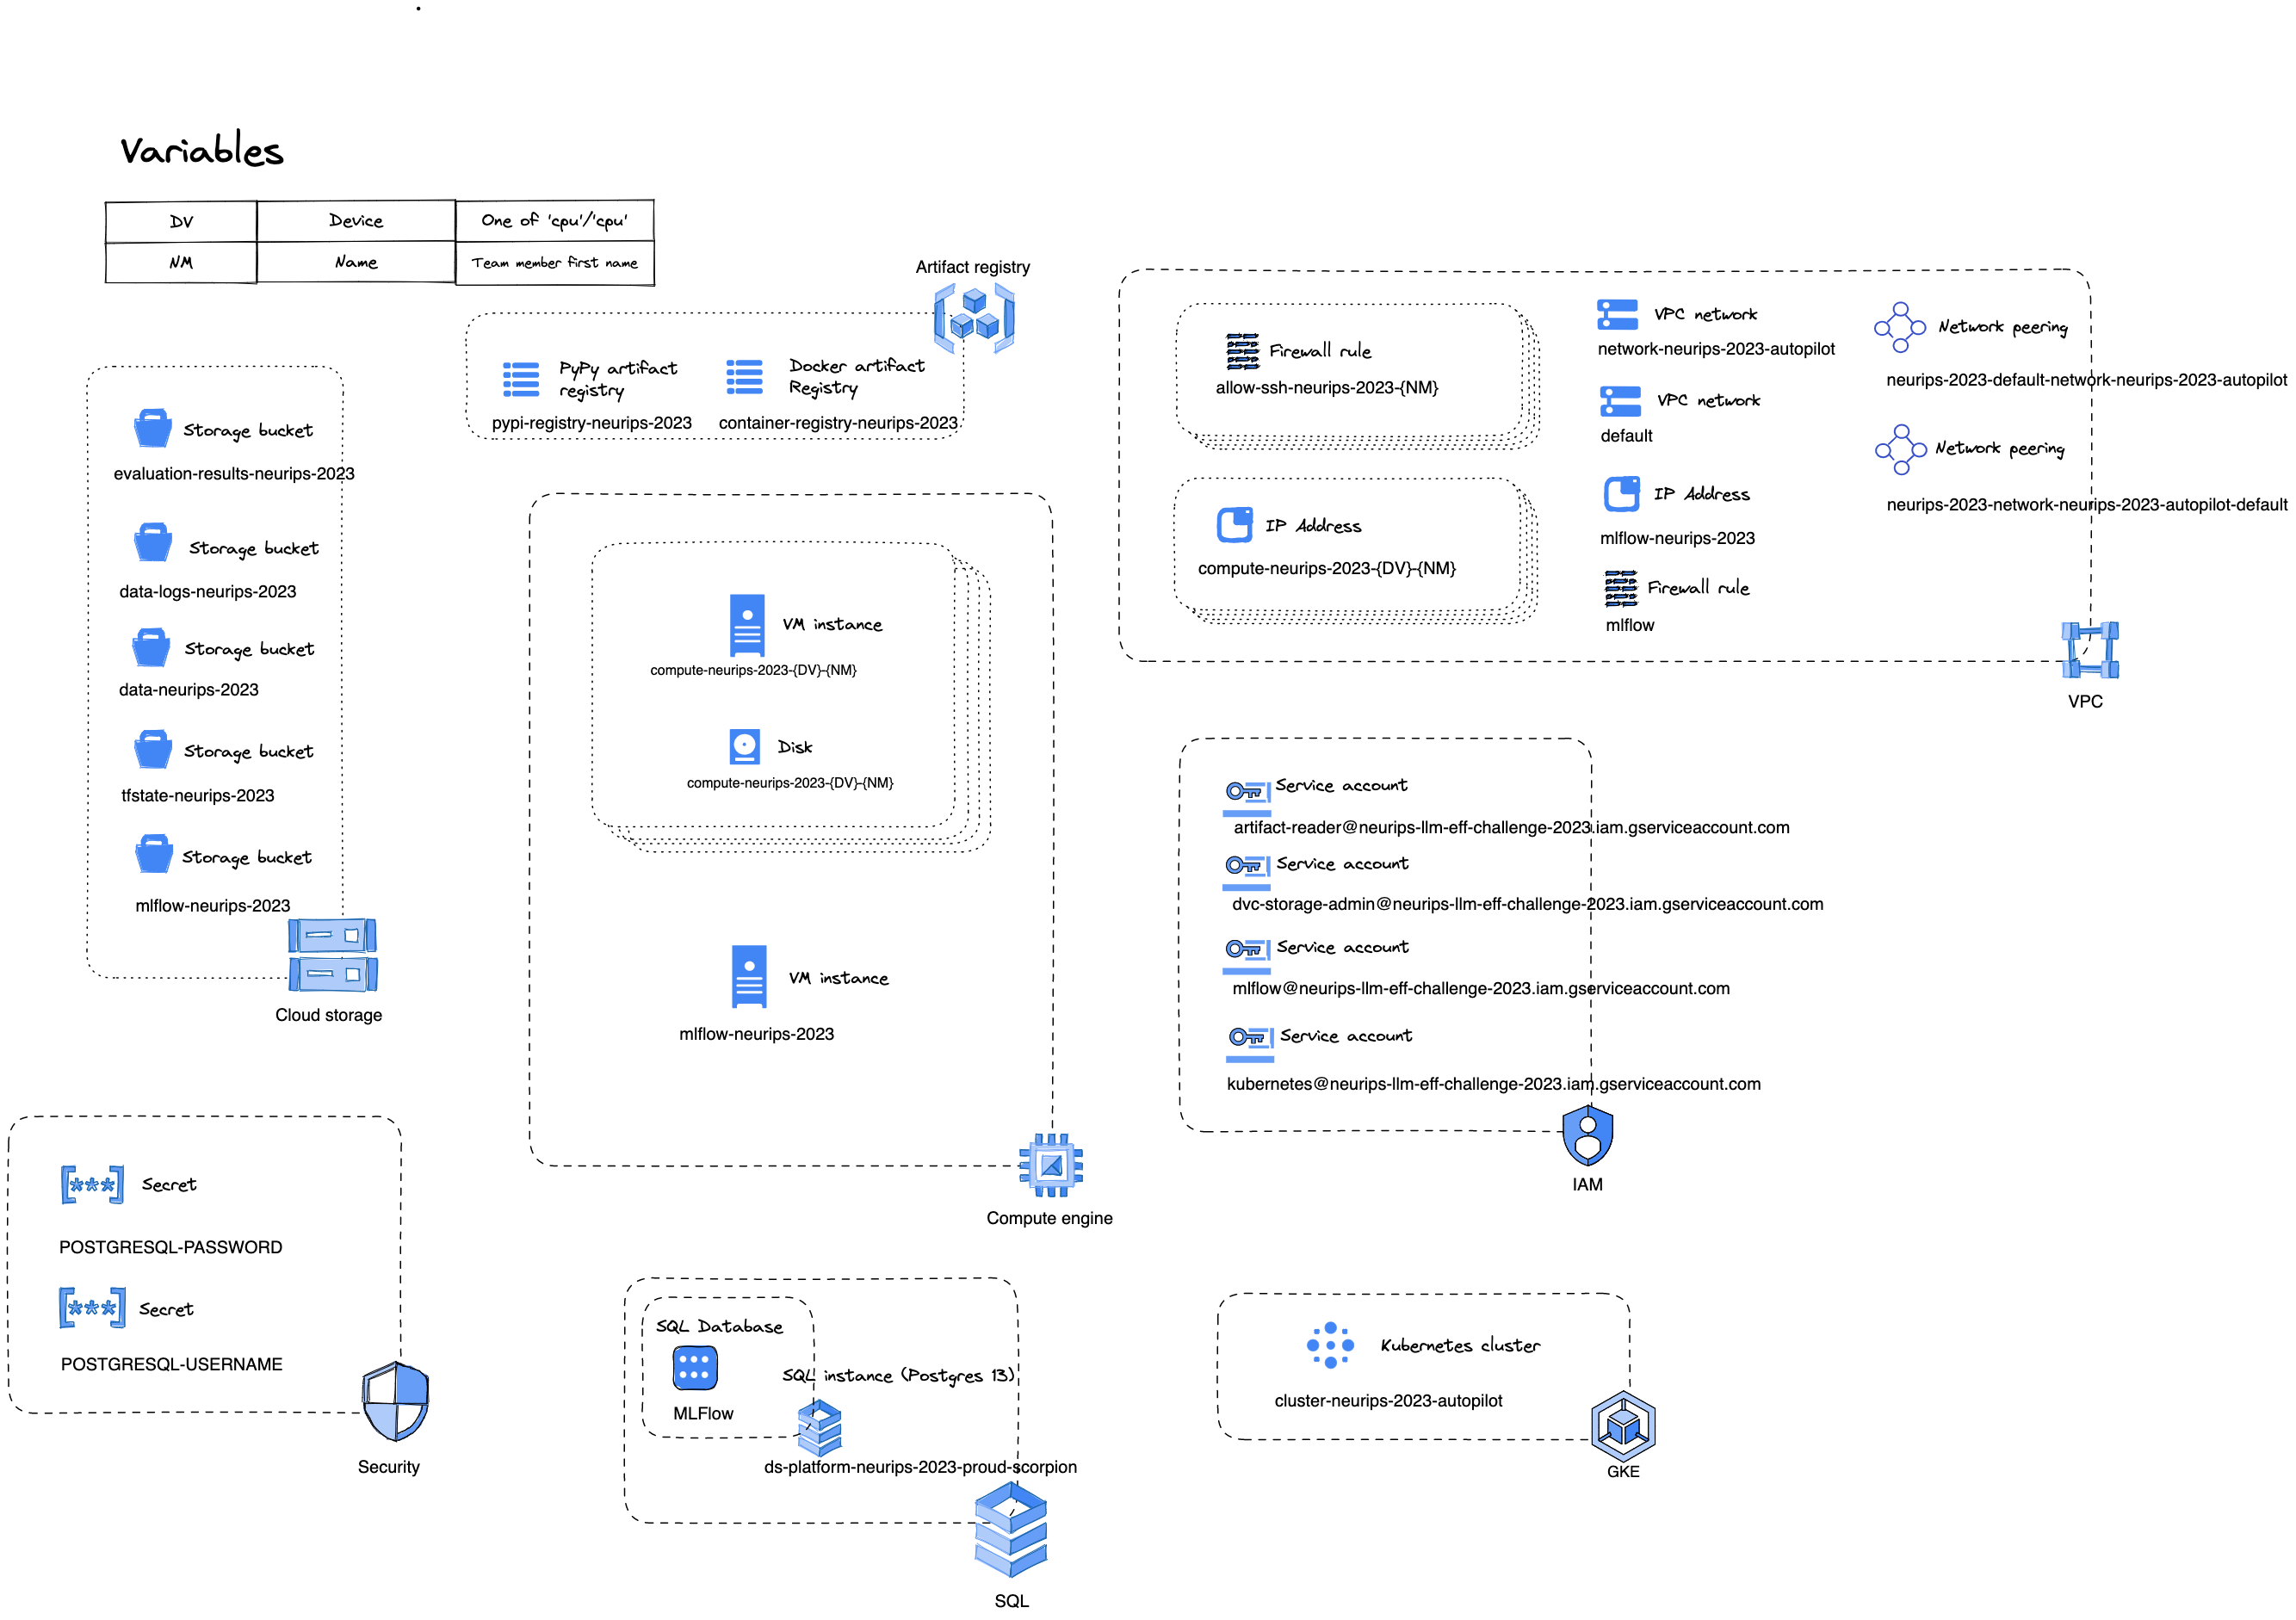 Variables
DV
Device
One of 'cpu'/'cpu'
NM
Name
Team member first name
Artifact registry
PyPy artifact
registry
pypi-registry-neurips-2023
Docker artifact
Registry
container-registry-neurips-2023
Storage bucket
evaluation-results-neurips-2023
Storage bucket
data-logs-neurips-2023
Storage bucket
data-neurips-2023
Storage bucket
tfstate-neurips-2023
Storage bucket
mlflow-neurips-2023
Cloud storage
VM instance
compute-neurips-2023-{DV}-{NM}
Disk
compute-neurips-2023-{DV}-{NM}
VM instance
mlflow-neurips-2023
Compute engine
Firewall rule
allow-ssh-neurips-2023-{NM}
IP Address
compute-neurips-2023-{DV}-{NM}
VPC network
network-neurips-2023-autopilot
VPC network
default
IP Address
mlflow-neurips-2023
Firewall rule
mlflow
Network peering
neurips-2023-default-network-neurips-2023-autopilot
Network peering
neurips-2023-network-neurips-2023-autopilot-default
VPC
Service account
artifact-reader@neurips-llm-eff-challenge-2023.iam.gserviceaccount.com
Service account
dvc-storage-admin@neurips-llm-eff-challenge-2023.iam.gserviceaccount.com
Service account
mlflow@neurips-llm-eff-challenge-2023.iam.gserviceaccount.com
Service account
kubernetes@neurips-llm-eff-challenge-2023.iam.gserviceaccount.com
IAM
[***] Secret
POSTGRESQL-PASSWORD
[***] Secret
POSTGRESQL-USERNAME
Security
SQL Database
MLFlow
SQL instance (Postgres 13)
ds-platform-neurips-2023-proud-scorpion
SQL
Kubernetes cluster
cluster-neurips-2023-autopilot
GKE